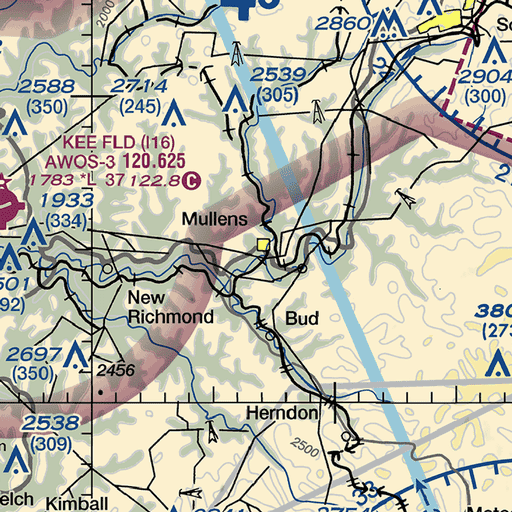 2000
2860
2588
(350)
2714
(245)
2539
(305)
2904
(300)
KEE FLD (I16)
AWOS-3 120.625
1783 *L 37 122.8 C
1933
(334)
Mullens
New
Richmond
Bud
2697
(350)
2456
2538
(309)
Herndon
2500
Kimball